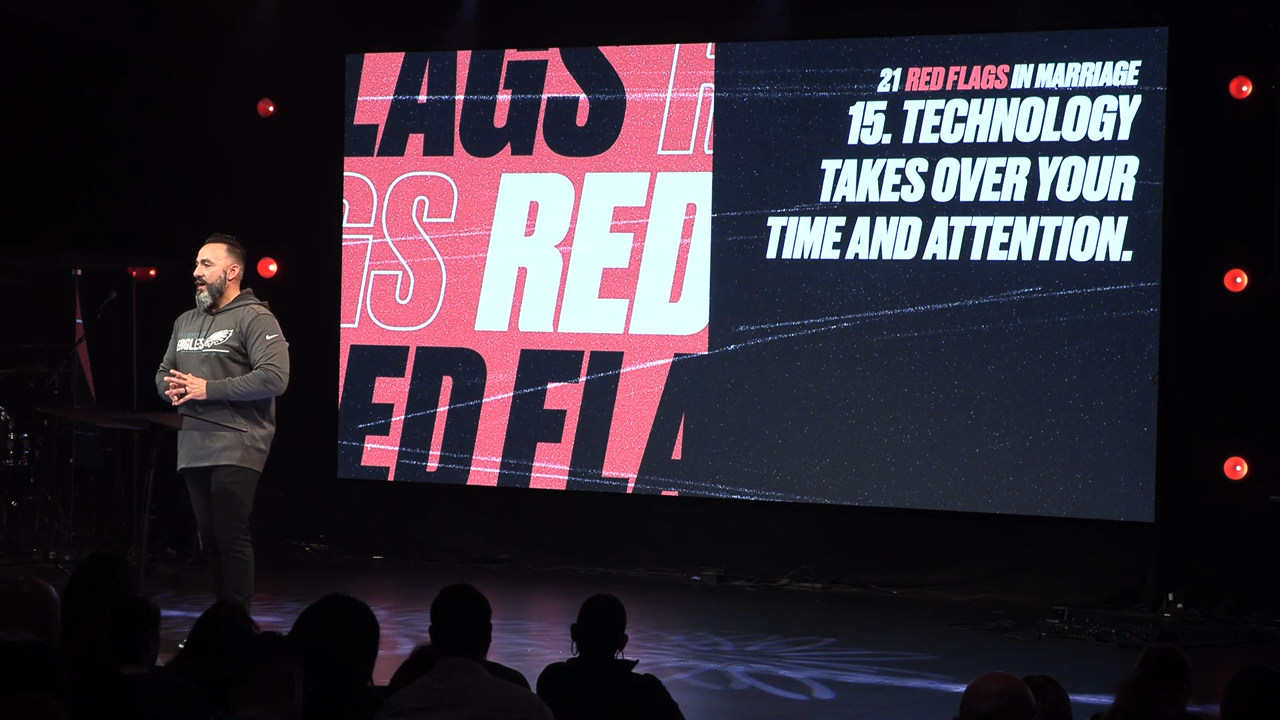 LAGS R
GS RED
ED FLA
21 RED FLAGS IN MARRIAGE
15. TECHNOLOGY
TAKES OVER YOUR
TIME AND ATTENTION.
EAGLES